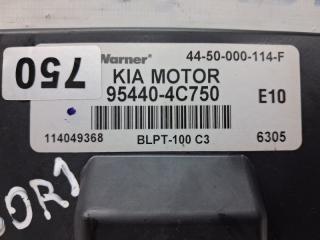 Warner 44-50-000-114-F
750
KIA MOTOR
95440-4C750 E10
114049368 BLPT-100 C3 6305